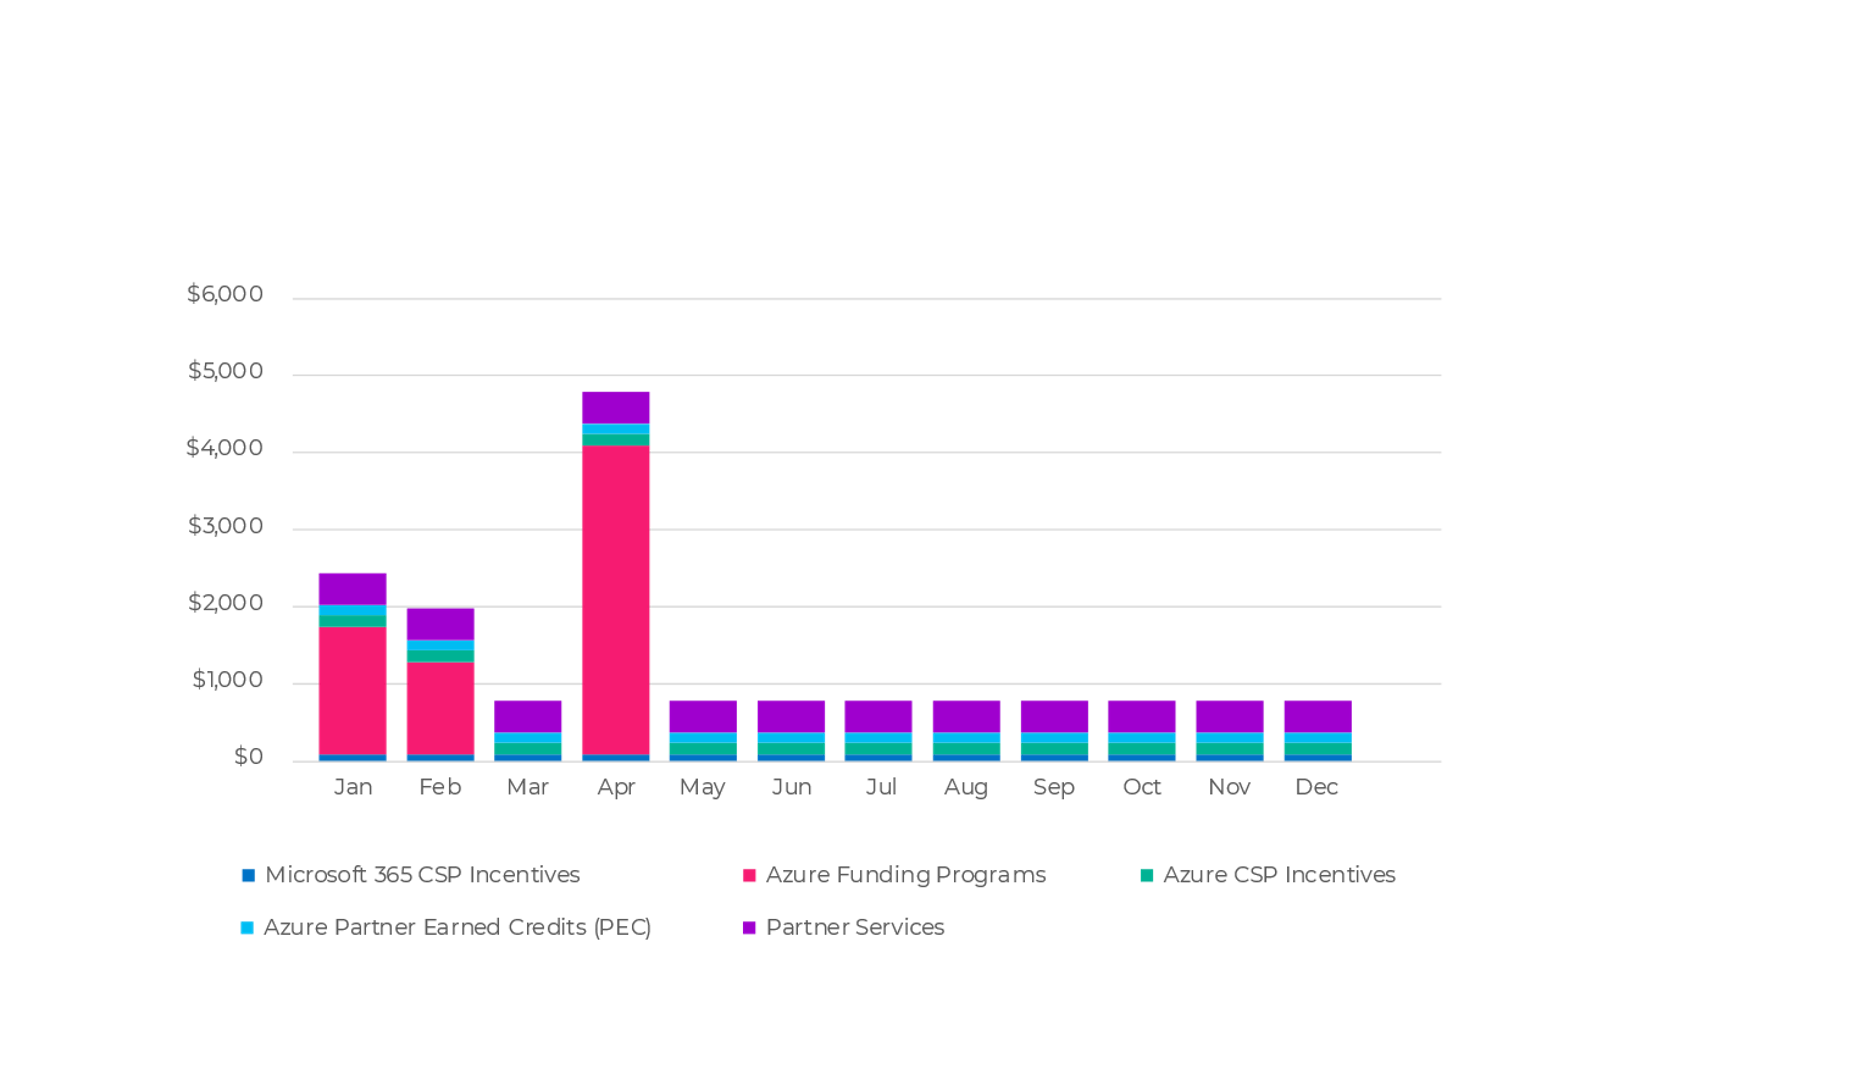 $6,000
$5,000
$4,000
$3,000
$2,000
$1,000
$0
Jan Feb Mar Apr May Jun Jul Aug Sep Oct Nov Dec
Microsoft 365 CSP Incentives Azure Funding Programs Azure CSP Incentives
Azure Partner Earned Credits (PEC) Partner Services